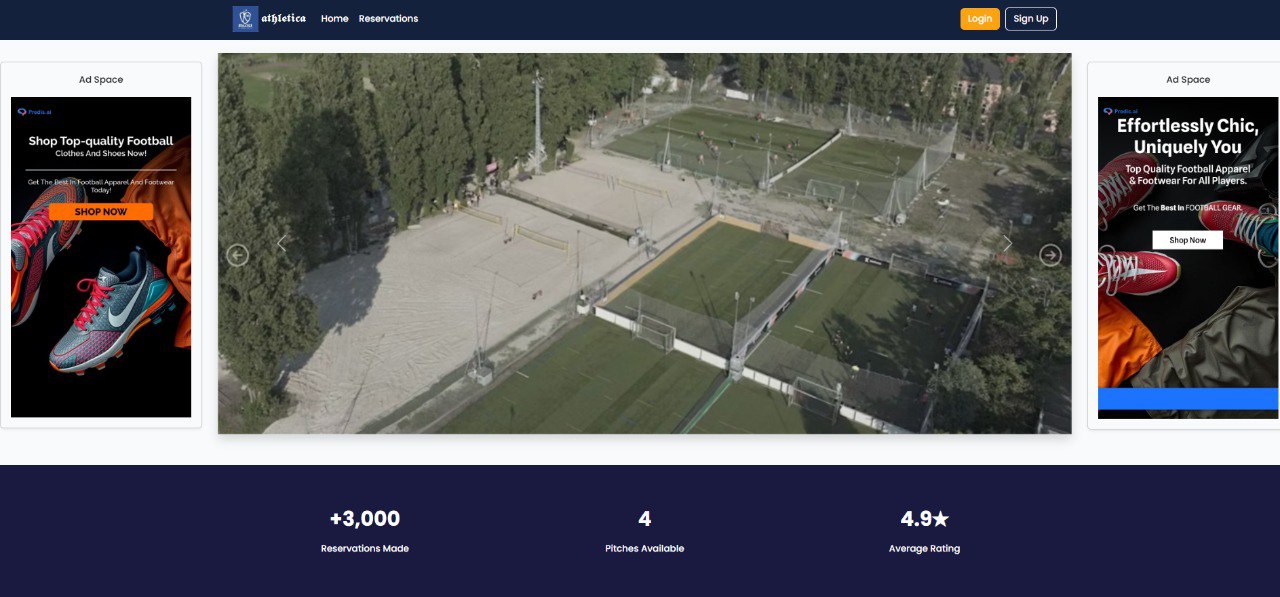 athletica
Home
Reservations
Login
Sign Up
Ad Space
Predis.ai
Shop Top-quality Football
Clothes And Shoes Now!
Get The Best In Football Apparel And Footwear
Today!
SHOP NOW
Ad Space
Predis.ai
Effortlessly Chic,
Uniquely You
Top Quality Football Apparel
& Footwear For All Players.
Get The Best In FOOTBALL GEAR.
Shop Now
+3,000
Reservations Made
4
Pitches Available
4.9★
Average Rating